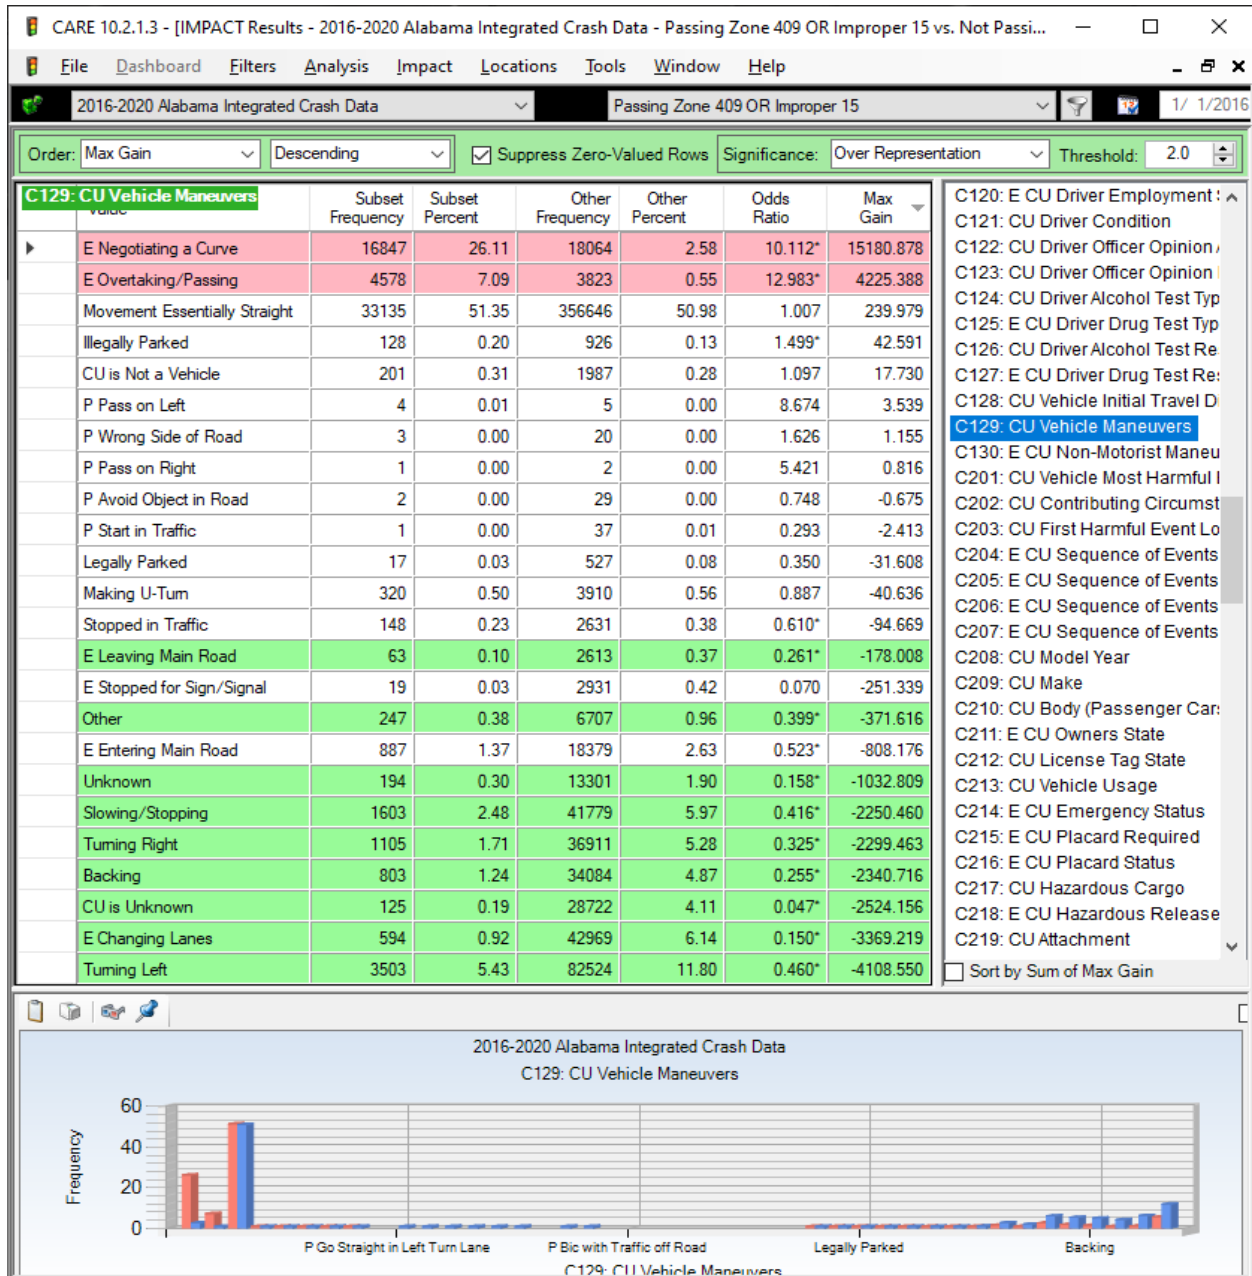 CARE 10.2.1.3 - [IMPACT Results - 2016-2020 Alabama Integrated Crash Data - Passing Zone 409 OR Improper 15 vs. Not Passi...
File Dashboard Filters Analysis Impact Locations Tools Window Help
2016-2020 Alabama Integrated Crash Data Passing Zone 409 OR Improper 15 1/ 1/2016
Order: Max Gain Descending Suppress Zero-Valued Rows Significance: Over Representation Threshold: 2.0
C129: CU Vehicle Maneuvers Subset Frequency Subset Percent Other Frequency Other Percent Odds Ratio Max Gain
E Negotiating a Curve 16847 26.11 18064 2.58 10.112* 15180.878
E Overtaking/Passing 4578 7.09 3823 0.55 12.983* 4225.388
Movement Essentially Straight 33135 51.35 356646 50.98 1.007 239.979
Illegally Parked 128 0.20 926 0.13 1.499* 42.591
CU is Not a Vehicle 201 0.31 1987 0.28 1.097 17.730
P Pass on Left 4 0.01 5 0.00 8.674 3.539
P Wrong Side of Road 3 0.00 20 0.00 1.626 1.155
P Pass on Right 1 0.00 2 0.00 5.421 0.816
P Avoid Object in Road 2 0.00 29 0.00 0.748 -0.675
P Start in Traffic 1 0.00 37 0.01 0.293 -2.413
Legally Parked 17 0.03 527 0.08 0.350 -31.608
Making U-Turn 320 0.50 3910 0.56 0.887 -40.636
Stopped in Traffic 148 0.23 2631 0.38 0.610* -94.669
E Leaving Main Road 63 0.10 2613 0.37 0.261* -178.008
E Stopped for Sign/Signal 19 0.03 2931 0.42 0.070 -251.339
Other 247 0.38 6707 0.96 0.399* -371.616
E Entering Main Road 887 1.37 18379 2.63 0.523* -808.176
Unknown 194 0.30 13301 1.90 0.158* -1032.809
Slowing/Stopping 1603 2.48 41779 5.97 0.416* -2250.460
Turning Right 1105 1.71 36911 5.28 0.325* -2299.463
Backing 803 1.24 34084 4.87 0.255* -2340.716
CU is Unknown 125 0.19 28722 4.11 0.047* -2524.156
E Changing Lanes 594 0.92 42969 6.14 0.150* -3369.219
Turning Left 3503 5.43 82524 11.80 0.460* -4108.550
C120: E CU Driver Employment
C121: CU Driver Condition
C122: CU Driver Officer Opinion
C123: CU Driver Officer Opinion
C124: CU Driver Alcohol Test Typ
C125: E CU Driver Drug Test Typ
C126: CU Driver Alcohol Test Re
C127: E CU Driver Drug Test Re
C128: CU Vehicle Initial Travel D
C129: CU Vehicle Maneuvers
C130: E CU Non-Motorist Maneu
C201: CU Vehicle Most Harmful
C202: CU Contributing Circumst
C203: CU First Harmful Event Lo
C204: E CU Sequence of Events
C205: E CU Sequence of Events
C206: E CU Sequence of Events
C207: E CU Sequence of Events
C208: CU Model Year
C209: CU Make
C210: CU Body (Passenger Car
C211: E CU Owners State
C212: CU License Tag State
C213: CU Vehicle Usage
C214: E CU Emergency Status
C215: E CU Placard Required
C216: E CU Placard Status
C217: CU Hazardous Cargo
C218: E CU Hazardous Release
C219: CU Attachment
Sort by Sum of Max Gain
2016-2020 Alabama Integrated Crash Data
C129: CU Vehicle Maneuvers
Frequency
60
40
20
0
P Go Straight in Left Turn Lane P Bic with Traffic off Road Legally Parked Backing
C129: CU Vehicle Maneuvers